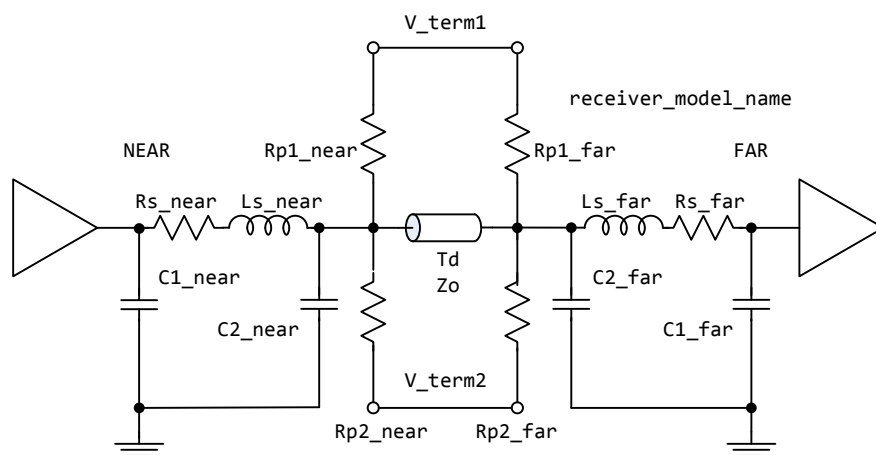 V_term1
receiver_model_name
NEAR
Rp1_near
Rp1_far
FAR
Rs_near
Ls_near
Ls_far
Rs_far
Td
Zo
C1_near
C2_far
C2_near
C1_far
V_term2
Rp2_near
Rp2_far